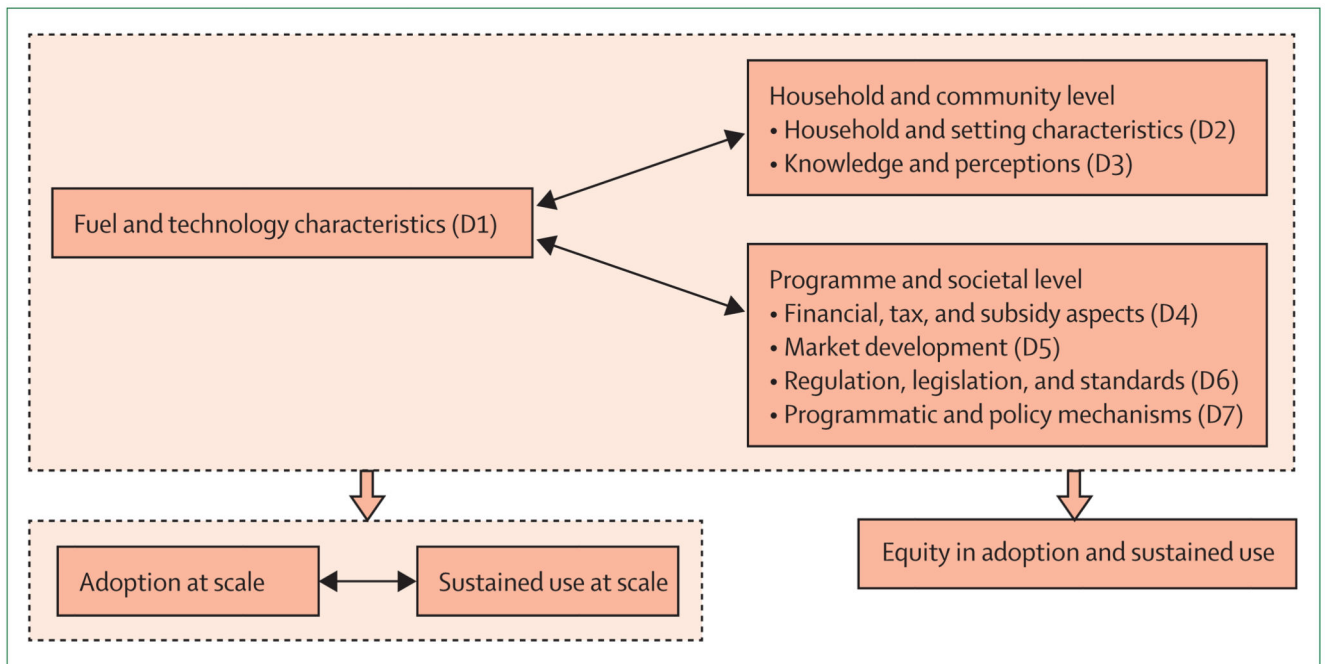 Household and community level
• Household and setting characteristics (D2)
• Knowledge and perceptions (D3)
Fuel and technology characteristics (D1)
Programme and societal level
• Financial, tax, and subsidy aspects (D4)
• Market development (D5)
• Regulation, legislation, and standards (D6)
• Programmatic and policy mechanisms (D7)
Adoption at scale
Sustained use at scale
Equity in adoption and sustained use